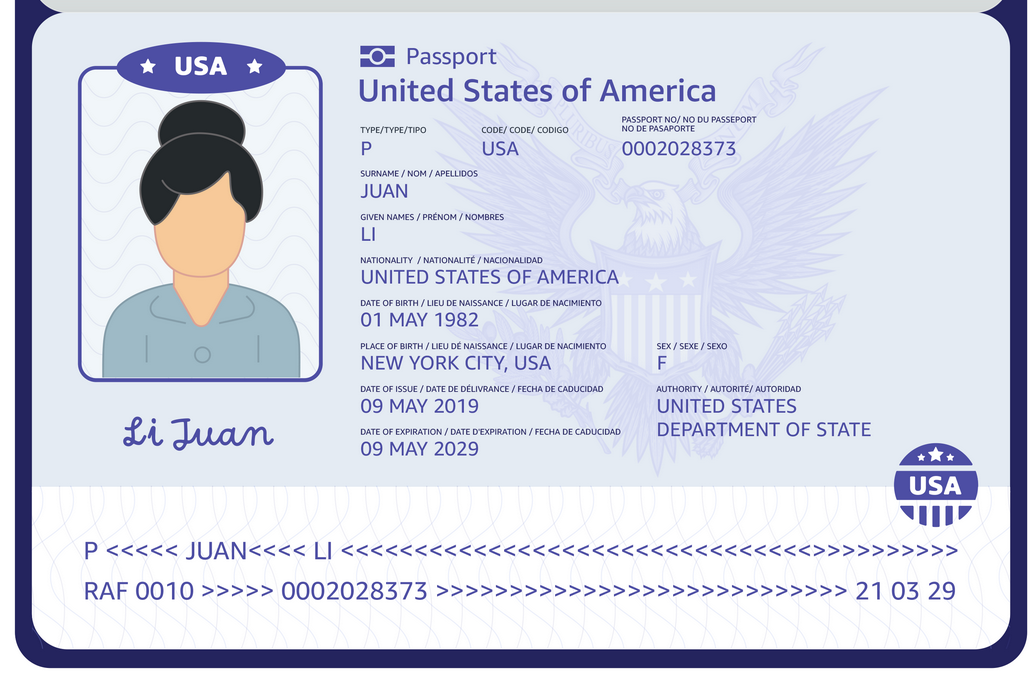 USA
Passport
United States of America
TYPE/TYPE/TIPO
CODE/ CODE/ CODIGO
PASSPORT NO/ NO DU PASSEPORT
NO DE PASAPORTE
P
USA
0002028373
SURNAME / NOM / APELLIDOS
JUAN
GIVEN NAMES / PRÉNOM / NOMBRES
LI
NATIONALITY / NATIONALITÉ / NACIONALIDAD
UNITED STATES OF AMERICA
DATE OF BIRTH / LIEU DE NAISSANCE / LUGAR DE NACIMIENTO
01 MAY 1982
PLACE OF BIRTH / LIEU DÉ NAISSANCE / LUGAR DE NACIMIENTO
NEW YORK CITY, USA
SEX / SEXE / SEXO
F
DATE OF ISSUE / DATE DE DÉLIVRANCE / FECHA DE CADUCIDAD
09 MAY 2019
AUTHORITY / AUTORITÉ/ AUTORIDAD
UNITED STATES
DEPARTMENT OF STATE
DATE OF EXPIRATION / DATE D'EXPIRATION / FECHA DE CADUCIDAD
09 MAY 2029
Li Juan
USA
P <<<<< JUAN<<<< LI <<<<<<<<<<<<<<<<<<<<<<<<<<<<<<<<<<<<<<<>>>>>>>>>>>>
RAF 0010 >>>>> 0002028373 >>>>>>>>>>>>>>>>>>>>>>>>>>>>>>>>>> 21 03 29